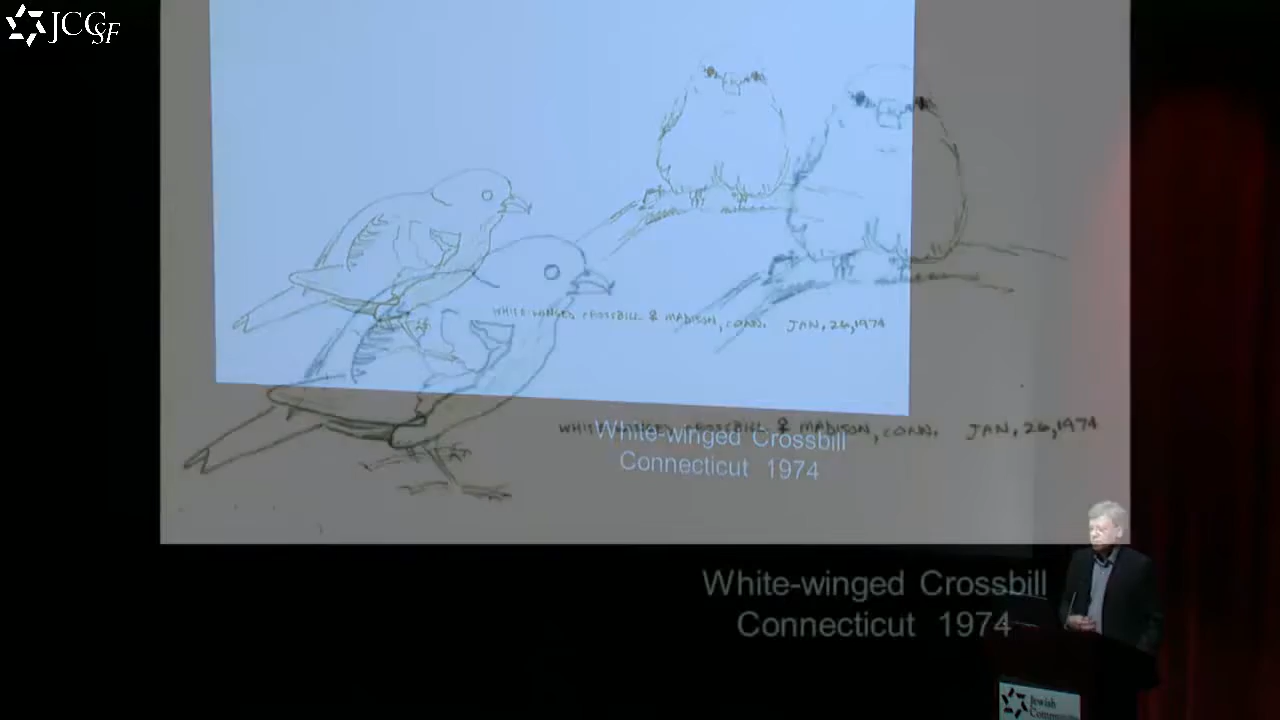 JCCSF
WHITE-WINGED CROSSBILL & MADISON, CONN. JAN, 26, 1974
WHITE-WINGED CROSSBILL & MADISON, CONN. JAN, 26, 1974
White-winged Crossbill
Connecticut 1974
White-winged Crossbill
Connecticut 1974
Jewish